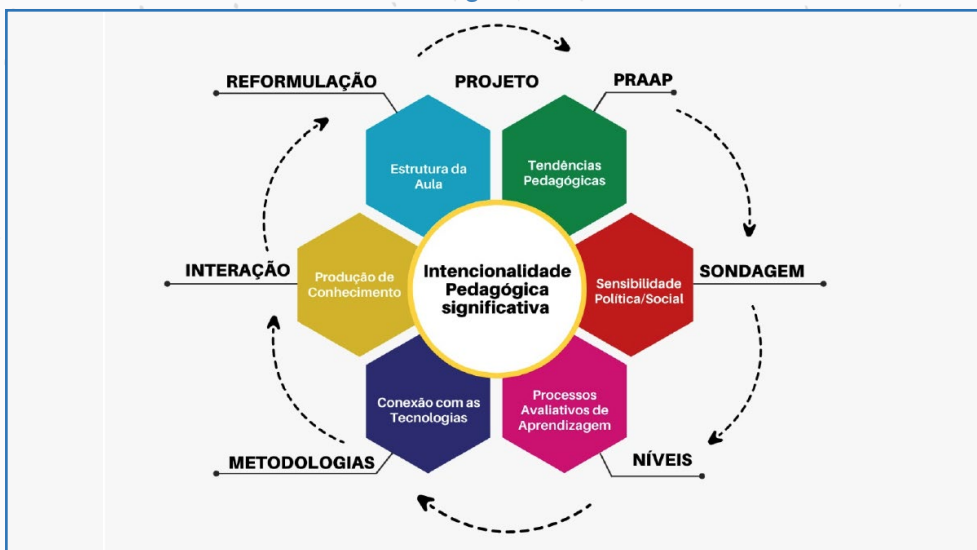 REFORMULAÇÃO
PROJETO
PRAAP
Estrutura da
Aula
Tendências
Pedagógicas
INTERAÇÃO
Produção de
Conhecimento
Intencionalidade
Pedagógica
significativa
Sensibilidade
Política/Social
SONDAGEM
Conexão com as
Tecnologias
Processos
Avaliativos de
Aprendizagem
METODOLOGIAS
NÍVEIS